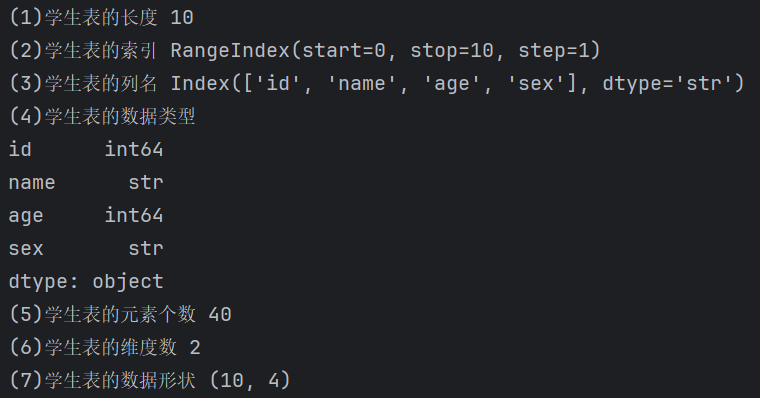 (1)学生表的长度 10
(2)学生表的索引 RangeIndex(start=0, stop=10, step=1)
(3)学生表的列名 Index(['id', 'name', 'age', 'sex'], dtype='str')
(4)学生表的数据类型
id      int64
name      str
age     int64
sex       str
dtype: object
(5)学生表的元素个数 40
(6)学生表的维度数 2
(7)学生表的数据形状 (10, 4)